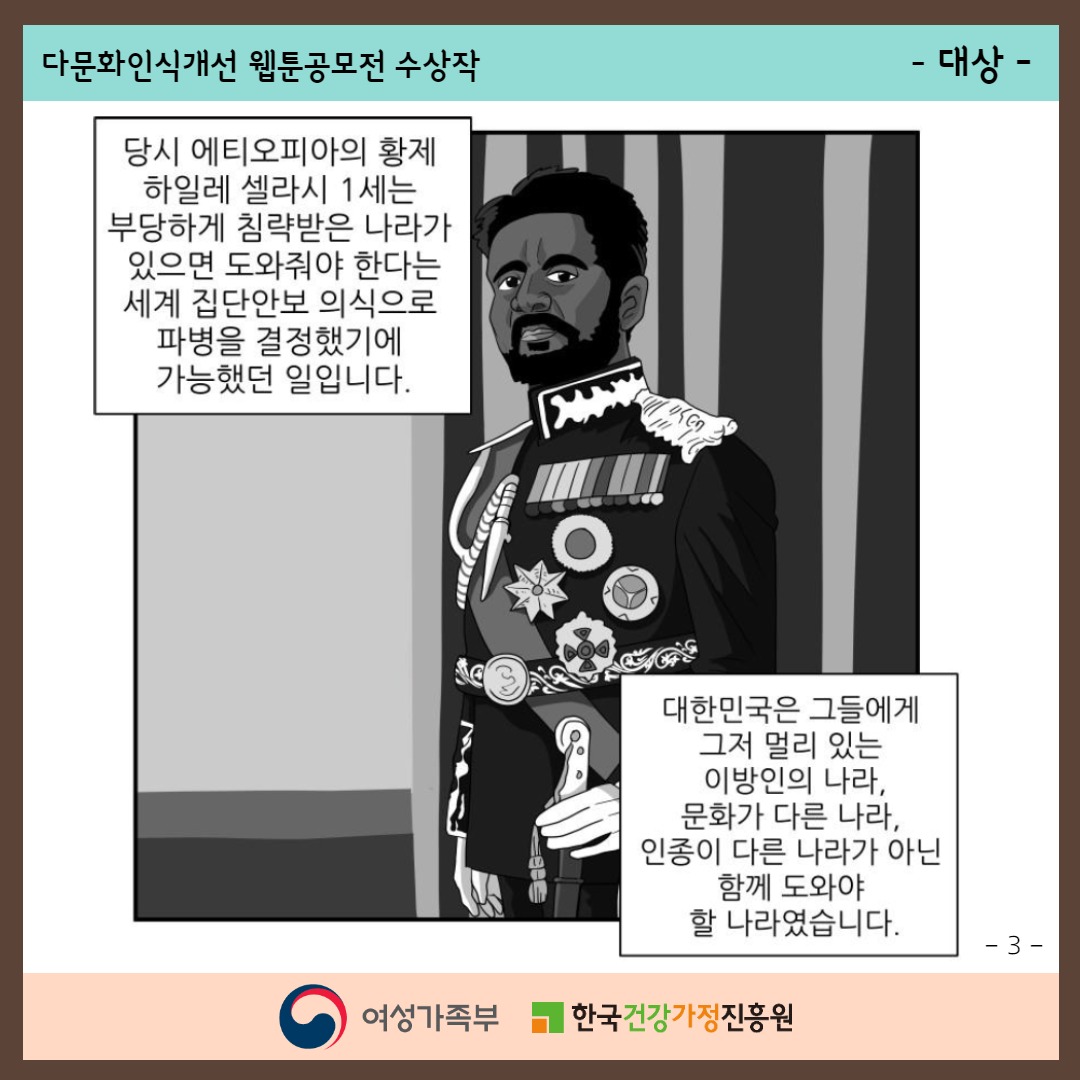 다문화인식개선 웹툰공모전 수상작
- 대상 -
당시 에티오피아의 황제
하일레 셀라시 1세는
부당하게 침략받은 나라가
있으면 도와줘야 한다는
세계 집단안보 의식으로
파병을 결정했기에
가능했던 일입니다.
대한민국은 그들에게
그저 멀리 있는
이방인의 나라,
문화가 다른 나라,
인종이 다른 나라가 아닌
함께 도와야
할 나라였습니다.
- 3 -
여성가족부
한국건강가정진흥원